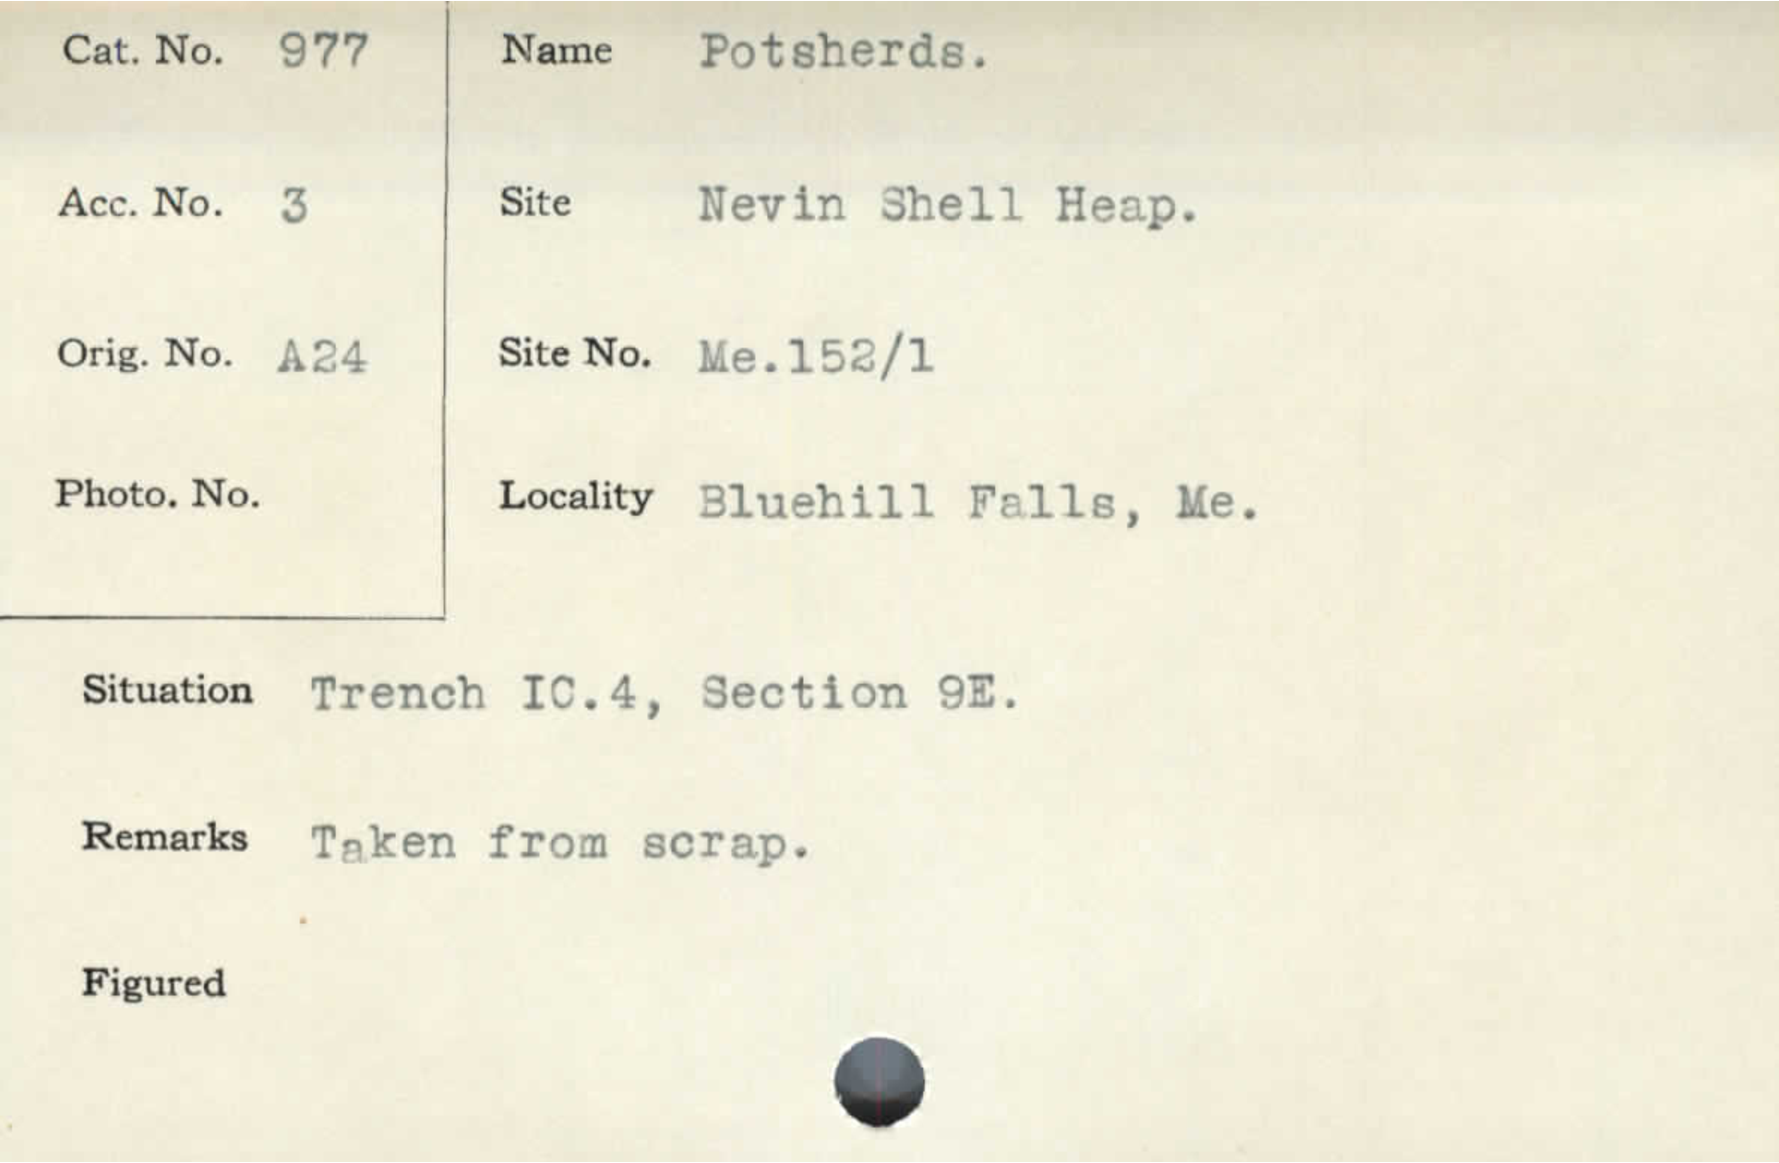 Cat. No. 977
Name Potsherds.
Acc. No. 3
Site Nevin Shell Heap.
Orig. No. A24
Site No. Me.152/1
Photo. No.
Locality Bluehill Falls, Me.
Situation Trench IC.4, Section 9E.
Remarks Taken from scrap.
Figured